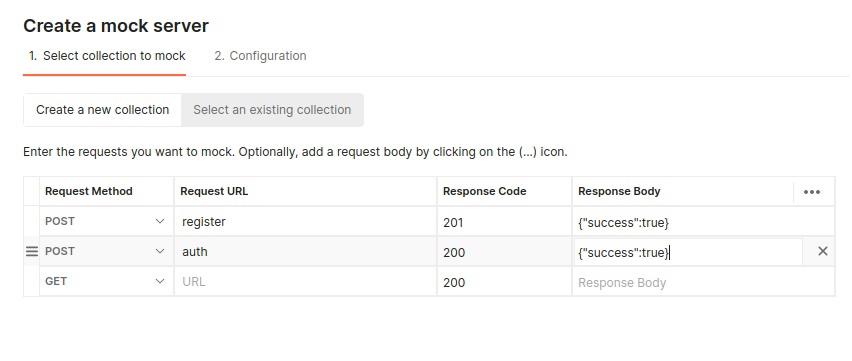 Create a mock server
1. Select collection to mock 2. Configuration
Create a new collection Select an existing collection
Enter the requests you want to mock. Optionally, add a request body by clicking on the (...) icon.
Request Method Request URL Response Code Response Body
POST register 201 {"success":true}
POST auth 200 {"success":true}
GET URL 200 Response Body